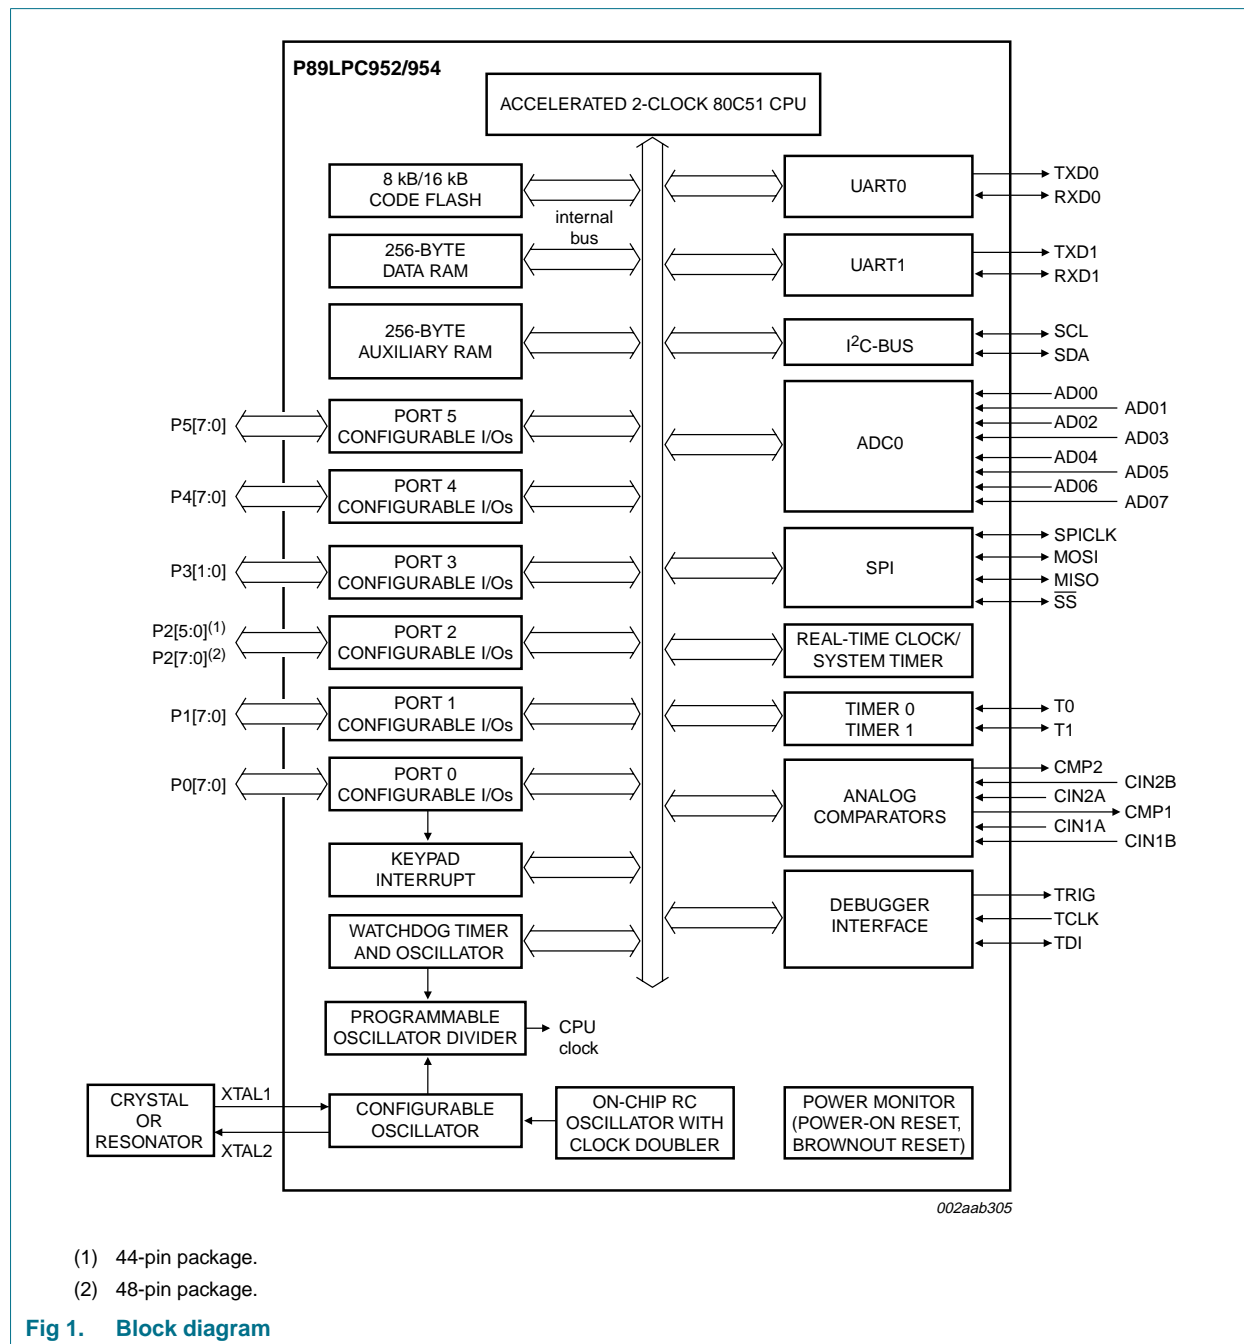 P89LPC952/954
ACCELERATED 2-CLOCK 80C51 CPU
8 kB/16 kB
CODE FLASH
internal
bus
256-BYTE
DATA RAM
256-BYTE
AUXILIARY RAM
P5[7:0]
PORT 5
CONFIGURABLE I/Os
P4[7:0]
PORT 4
CONFIGURABLE I/Os
P3[1:0]
PORT 3
CONFIGURABLE I/Os
P2[5:0](1)
P2[7:0](2)
PORT 2
CONFIGURABLE I/Os
P1[7:0]
PORT 1
CONFIGURABLE I/Os
P0[7:0]
PORT 0
CONFIGURABLE I/Os
KEYPAD
INTERRUPT
WATCHDOG TIMER
AND OSCILLATOR
PROGRAMMABLE
OSCILLATOR DIVIDER
CPU
clock
CRYSTAL
OR
RESONATOR
XTAL1
XTAL2
CONFIGURABLE
OSCILLATOR
ON-CHIP RC
OSCILLATOR WITH
CLOCK DOUBLER
UART0
TXD0
RXD0
UART1
TXD1
RXD1
I2C-BUS
SCL
SDA
ADC0
AD00
AD01
AD02
AD03
AD04
AD05
AD06
AD07
SPI
SPICLK
MOSI
MISO
SS
REAL-TIME CLOCK/
SYSTEM TIMER
TIMER 0
TIMER 1
T0
T1
ANALOG
COMPARATORS
CMP2
CIN2B
CIN2A
CMP1
CIN1A
CIN1B
DEBUGGER
INTERFACE
TRIG
TCLK
TDI
POWER MONITOR
(POWER-ON RESET,
BROWNOUT RESET)
002aab305
(1) 44-pin package.
(2) 48-pin package.
Fig 1. Block diagram